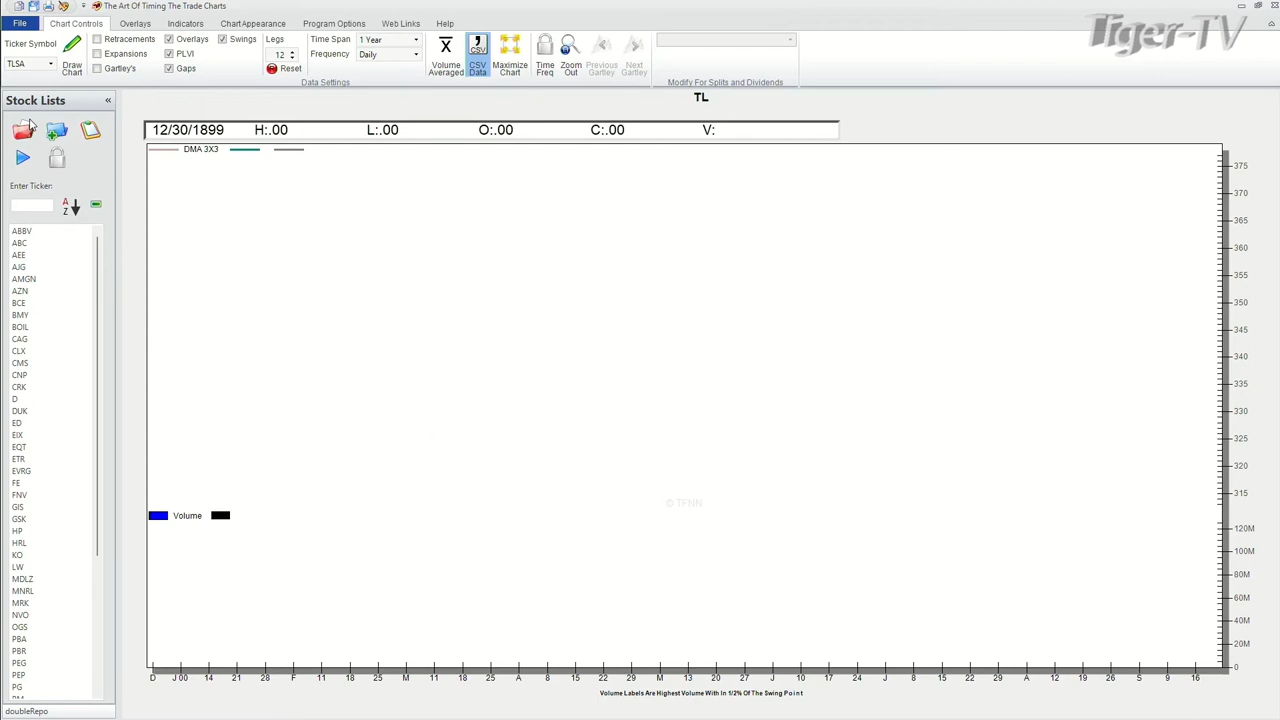 The Art Of Timing The Trade Charts
File Chart Controls Overlays Indicators Chart Appearance Program Options Web Links Help
Tiger-TV
Ticker Symbol
TLSA
Draw Chart
Retracements Overlays Swings
Expansions PLVI
Gartley's Gaps
Legs
12
Reset
Time Span 1 Year
Frequency Daily
Data Settings
Volume Averaged
CSV Data
Maximize Chart
Time Freq
Zoom Out
Previous Gartley
Next Gartley
Modify For Splits and Dividends
Stock Lists «
TL
12/30/1899 H:.00 L:.00 O:.00 C:.00 V:
DMA 3X3
Enter Ticker:
A
Z
ABBV
ABC
AEE
AJG
AMGN
AZN
BCE
BMY
BOIL
CAG
CLX
CMS
CNP
CRK
D
DUK
ED
EIX
EQT
ETR
EVRG
FE
FNV
GIS
GSK
HP
HRL
KO
LW
MDLZ
MNRL
MRK
NVO
OGS
PBA
PBR
PEG
PEP
PG
doubleRepo
375
370
365
360
355
350
345
340
335
330
325
320
315
© TFNN
Volume
120M
100M
80M
60M
40M
20M
0
D J 00 14 21 28 F 11 18 25 M 11 18 25 A 8 15 22 29 M 13 20 27 J 10 17 24 J 8 15 22 29 A 12 19 26 S 9 16
Volume Labels Are Highest Volume With In 1/2% Of The Swing Point